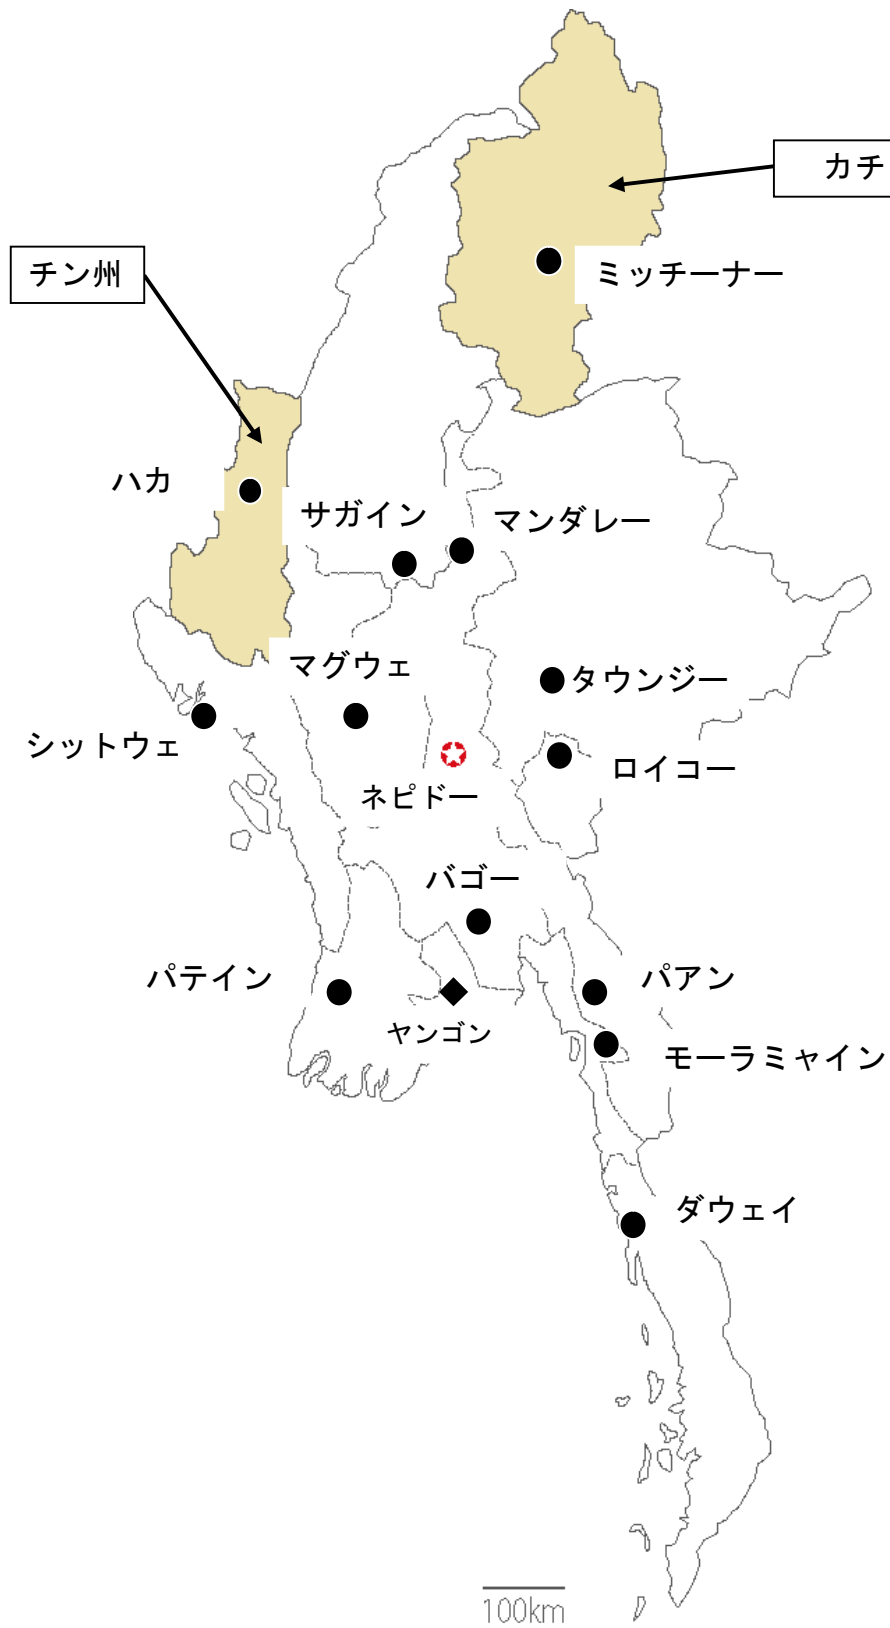 カチ
ミッチーナー
チン州
ハカ
サガイン
マンダレー
マグウェ
タウンジー
シットウェ
ロイコー
ネピドー
バゴー
パテイン
パアン
ヤンゴン
モーラミャイン
ダウェイ
100km